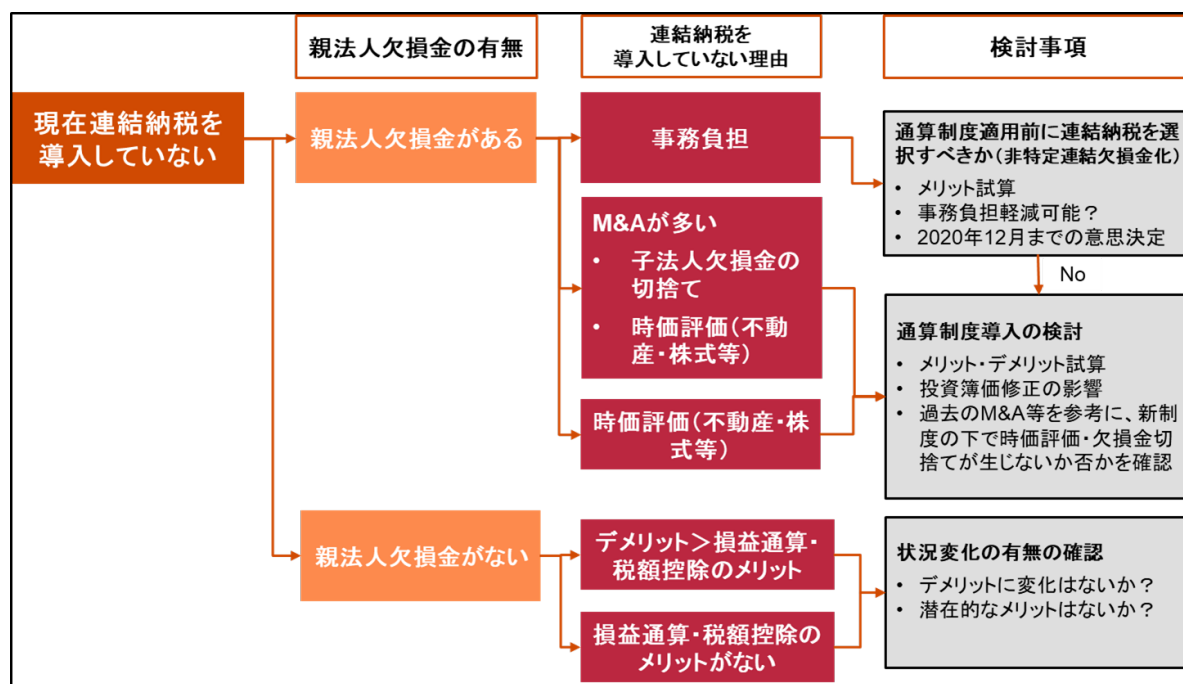 親法人欠損金の有無
連結納税を
導入していない理由
検討事項
現在連結納税を
導入していない
親法人欠損金がある
事務負担
通算制度適用前に連結納税を選
択すべきか(非特定連結欠損金化)
• メリット試算
• 事務負担軽減可能？
• 2020年12月までの意思決定
M&Aが多い
• 子法人欠損金の
切捨て
• 時価評価(不動
産・株式等)
No
通算制度導入の検討
• メリット・デメリット試算
• 投資簿価修正の影響
• 過去のM&A等を参考に、新制
度の下で時価評価・欠損金切
捨てが生じないか否かを確認
時価評価(不動産・株
式等)
親法人欠損金がない
デメリット＞損益通算・
税額控除のメリット
損益通算・税額控除の
メリットがない
状況変化の有無の確認
• デメリットに変化はないか？
• 潜在的なメリットはないか？